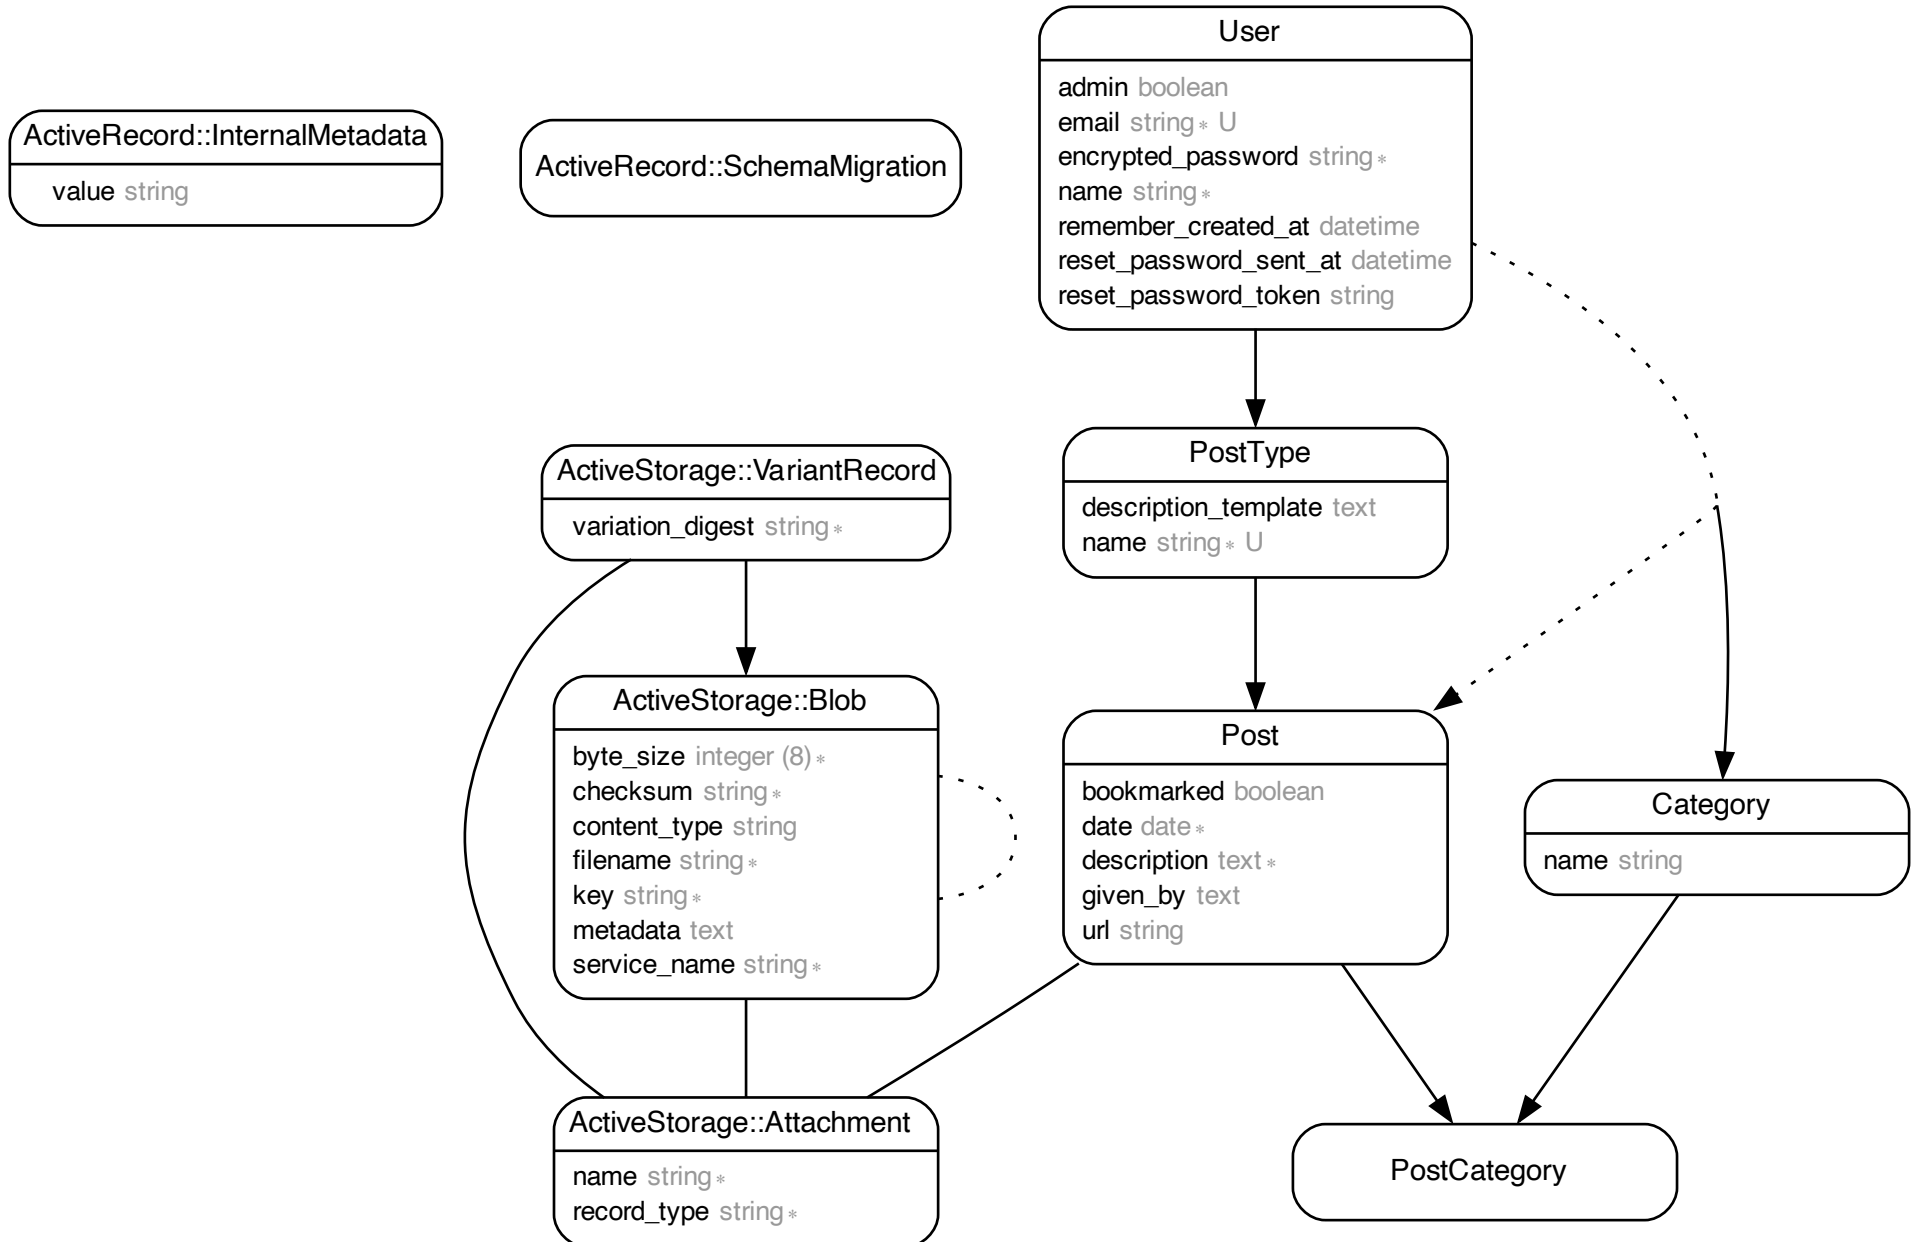 User
admin boolean
email string∗ U
encrypted_password string∗
name string∗
remember_created_at datetime
reset_password_sent_at datetime
reset_password_token string
ActiveRecord::InternalMetadata
value string
ActiveRecord::SchemaMigration
PostType
description_template text
name string∗ U
ActiveStorage::VariantRecord
variation_digest string∗
ActiveStorage::Blob
byte_size integer (8)∗
checksum string∗
content_type string
filename string∗
key string∗
metadata text
service_name string∗
Post
bookmarked boolean
date date∗
description text∗
given_by text
url string
Category
name string
ActiveStorage::Attachment
name string∗
record_type string∗
PostCategory